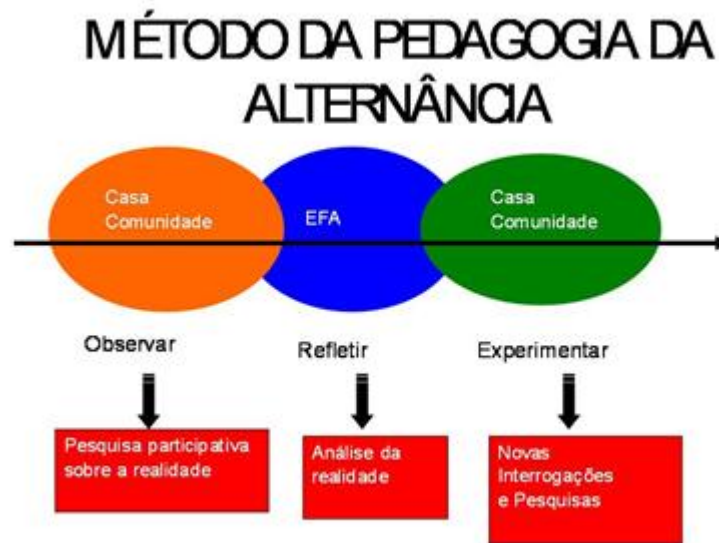 MÉTODO DA PEDAGOGIA DA
ALTERNÂNCIA
Casa
Comunidade
EFA
Casa
Comunidade
Observar
Refletir
Experimentar
Pesquisa participativa
sobre a realidade
Análise da
realidade
Novas
Interrogações
e Pesquisas